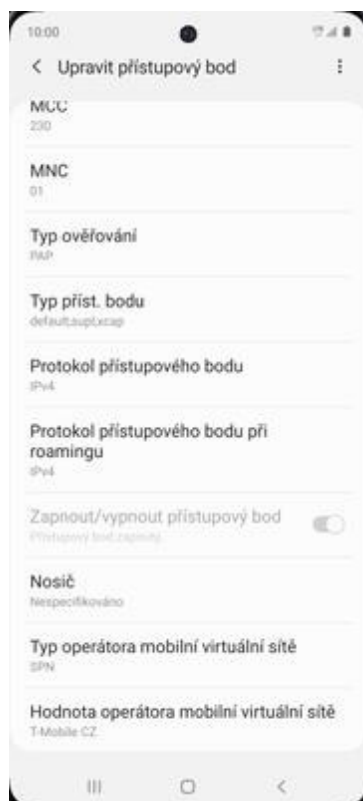 10:00
Upravit přístupový bod
MCC
230
MNC
01
Typ ověřování
PAP
Typ příst. bodu
default,supl,xcap
Protokol přístupového bodu
IPv4
Protokol přístupového bodu při
roamingu
IPv4
Zapnout/vypnout přístupový bod
Přístupový bod zapnutý
Nosič
Nespecifikováno
Typ operátora mobilní virtuální sítě
SPN
Hodnota operátora mobilní virtuální sítě
T-Mobile CZ